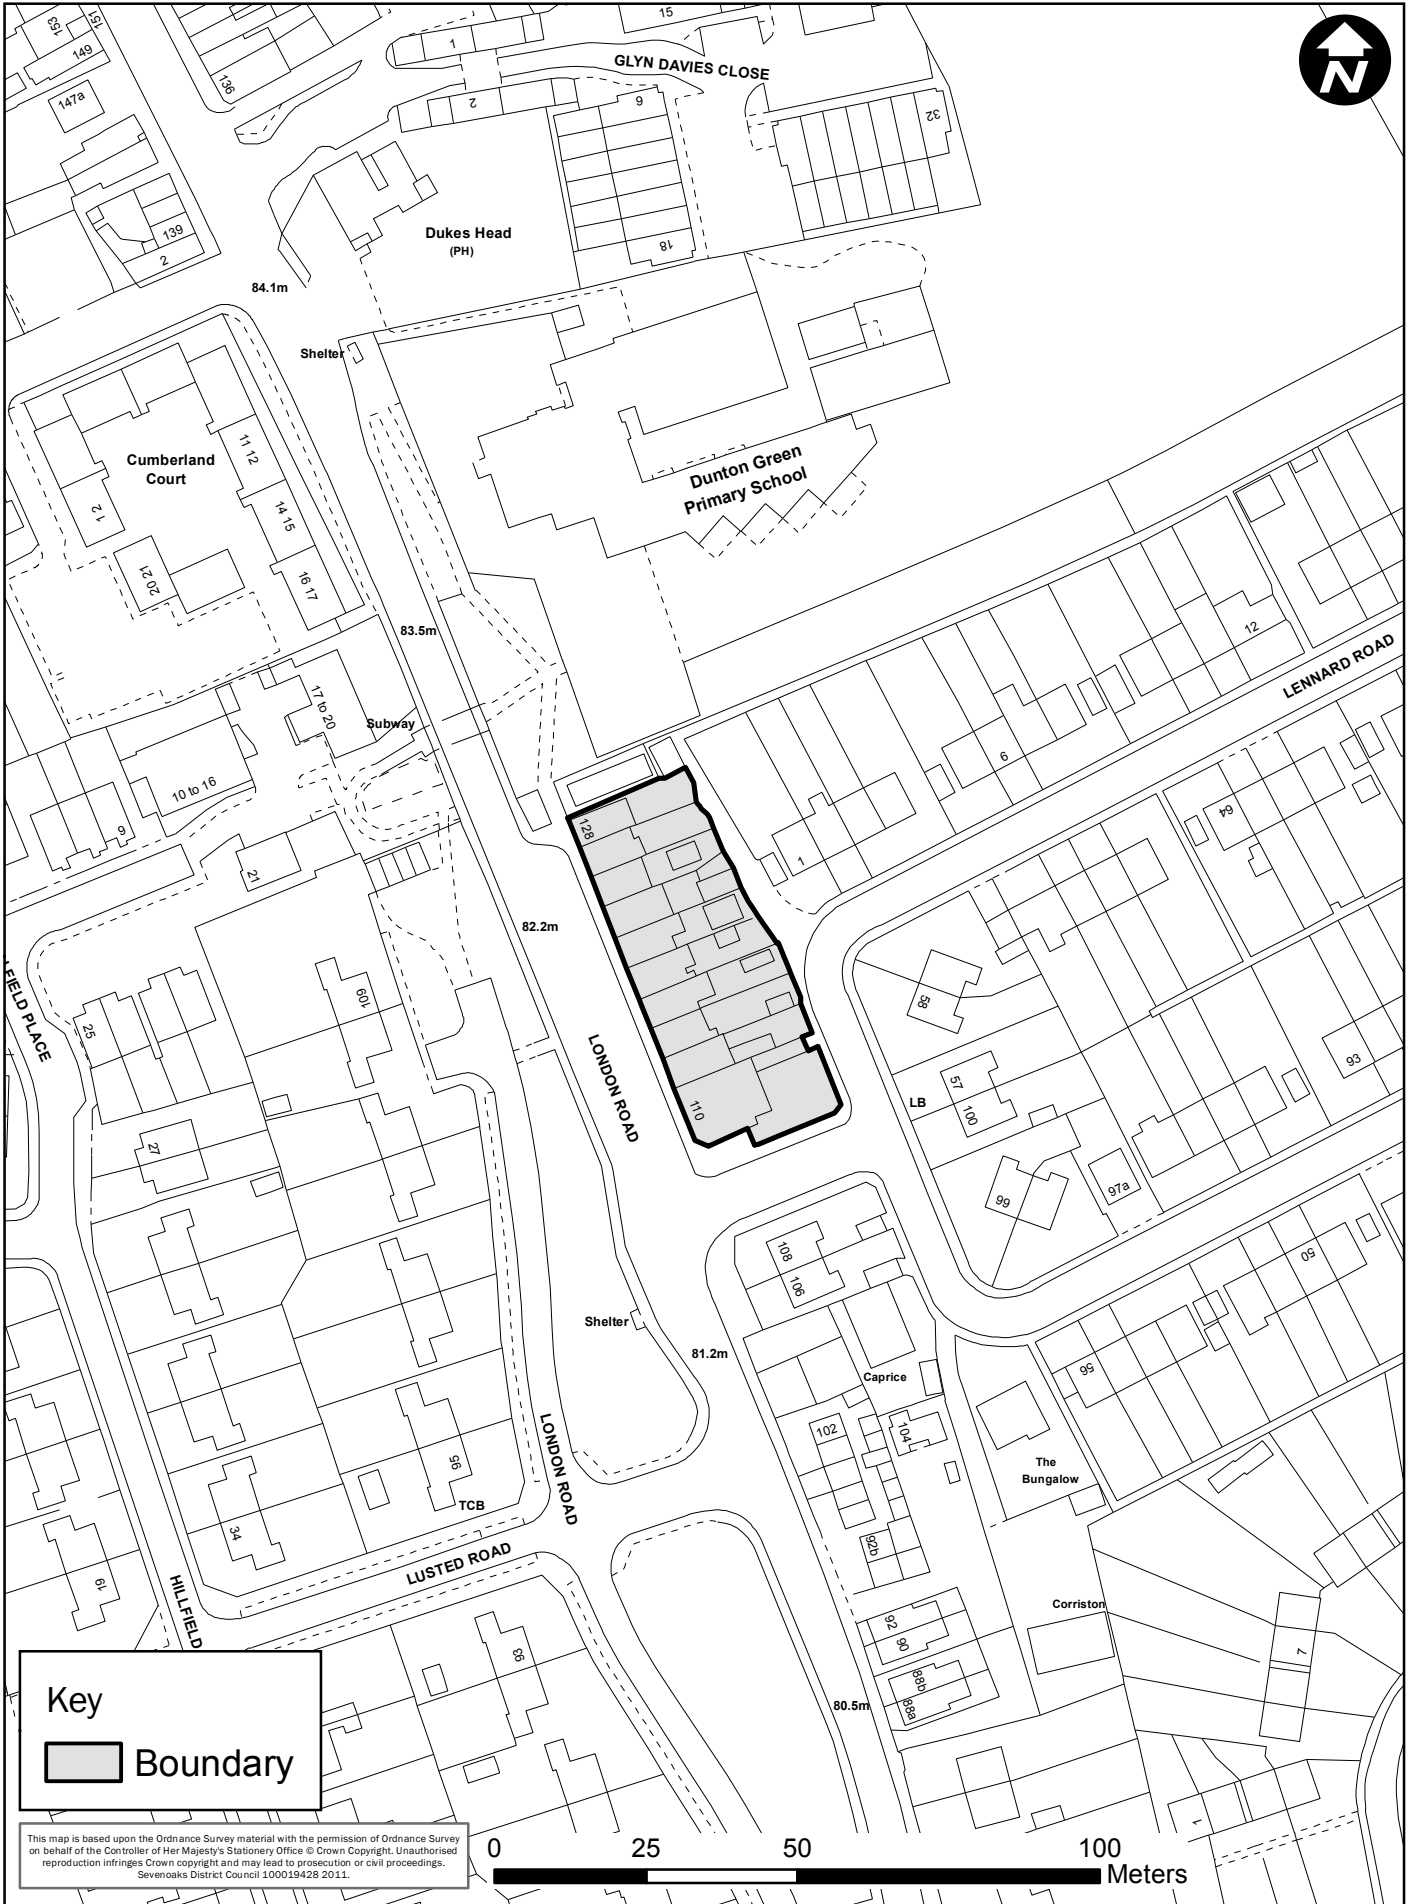 153
151
149
147a
136
1
15
GLYN DAVIES CLOSE
2
6
32
N
139
2
Dukes Head
(PH)
18
84.1m
Shelter
Cumberland
Court
11 12
14 15
16 17
1 2
20 21
Dunton Green
Primary School
83.5m
17 to 20
Subway
10 to 16
9
21
12
LENNARD ROAD
9
1
64
128
82.2m
109
25
58
57
100
LB
93
99
97a
LONDON ROAD
110
27
108
106
50
Shelter
81.2m
Caprice
56
102
104
The
Bungalow
95
TCB
LONDON ROAD
34
92b
19
LUSTED ROAD
HILLFIELD
Corriston
92
90
93
88b
88a
7
80.5m
1
Key
Boundary
This map is based upon the Ordnance Survey material with the permission of Ordnance Survey
on behalf of the Controller of Her Majesty's Stationery Office © Crown Copyright. Unauthorised
reproduction infringes Crown copyright and may lead to prosecution or civil proceedings.
Sevenoaks District Council 100019428 2011.
0 25 50 100
Meters